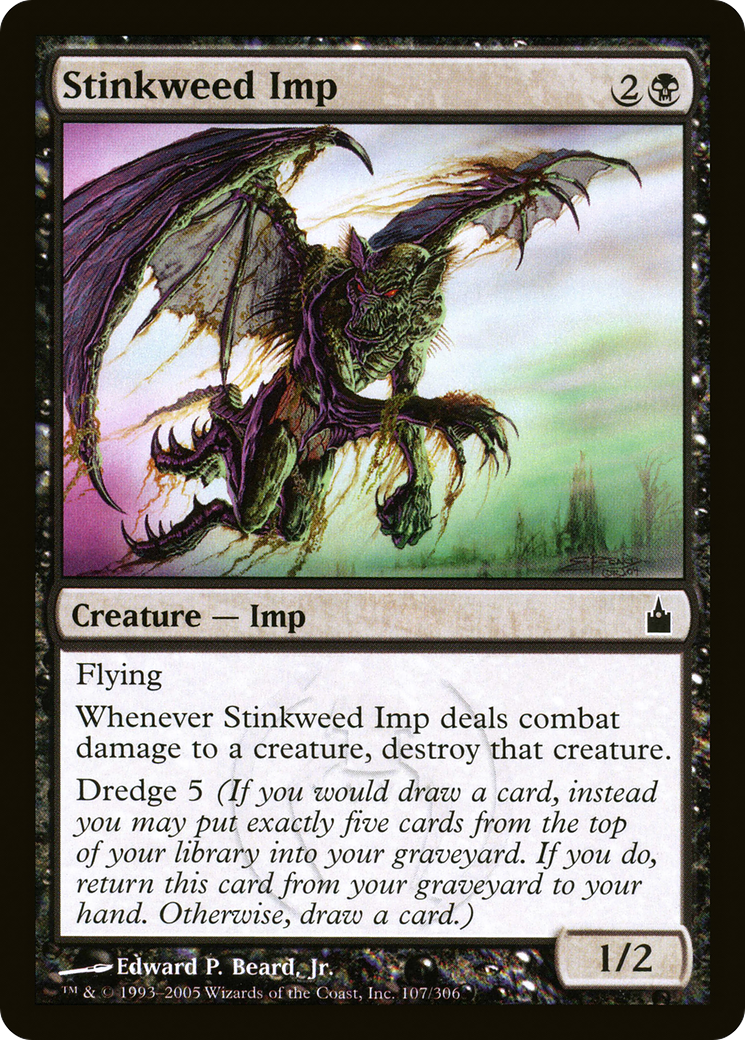 Stinkweed Imp 2
Creature — Imp
Flying
Whenever Stinkweed Imp deals combat
damage to a creature, destroy that creature.
Dredge 5 (If you would draw a card, instead
you may put exactly five cards from the top
of your library into your graveyard. If you do,
return this card from your graveyard to your
hand. Otherwise, draw a card.)
1/2
Edward P. Beard, Jr.
™ & © 1993–2005 Wizards of the Coast, Inc. 107/306